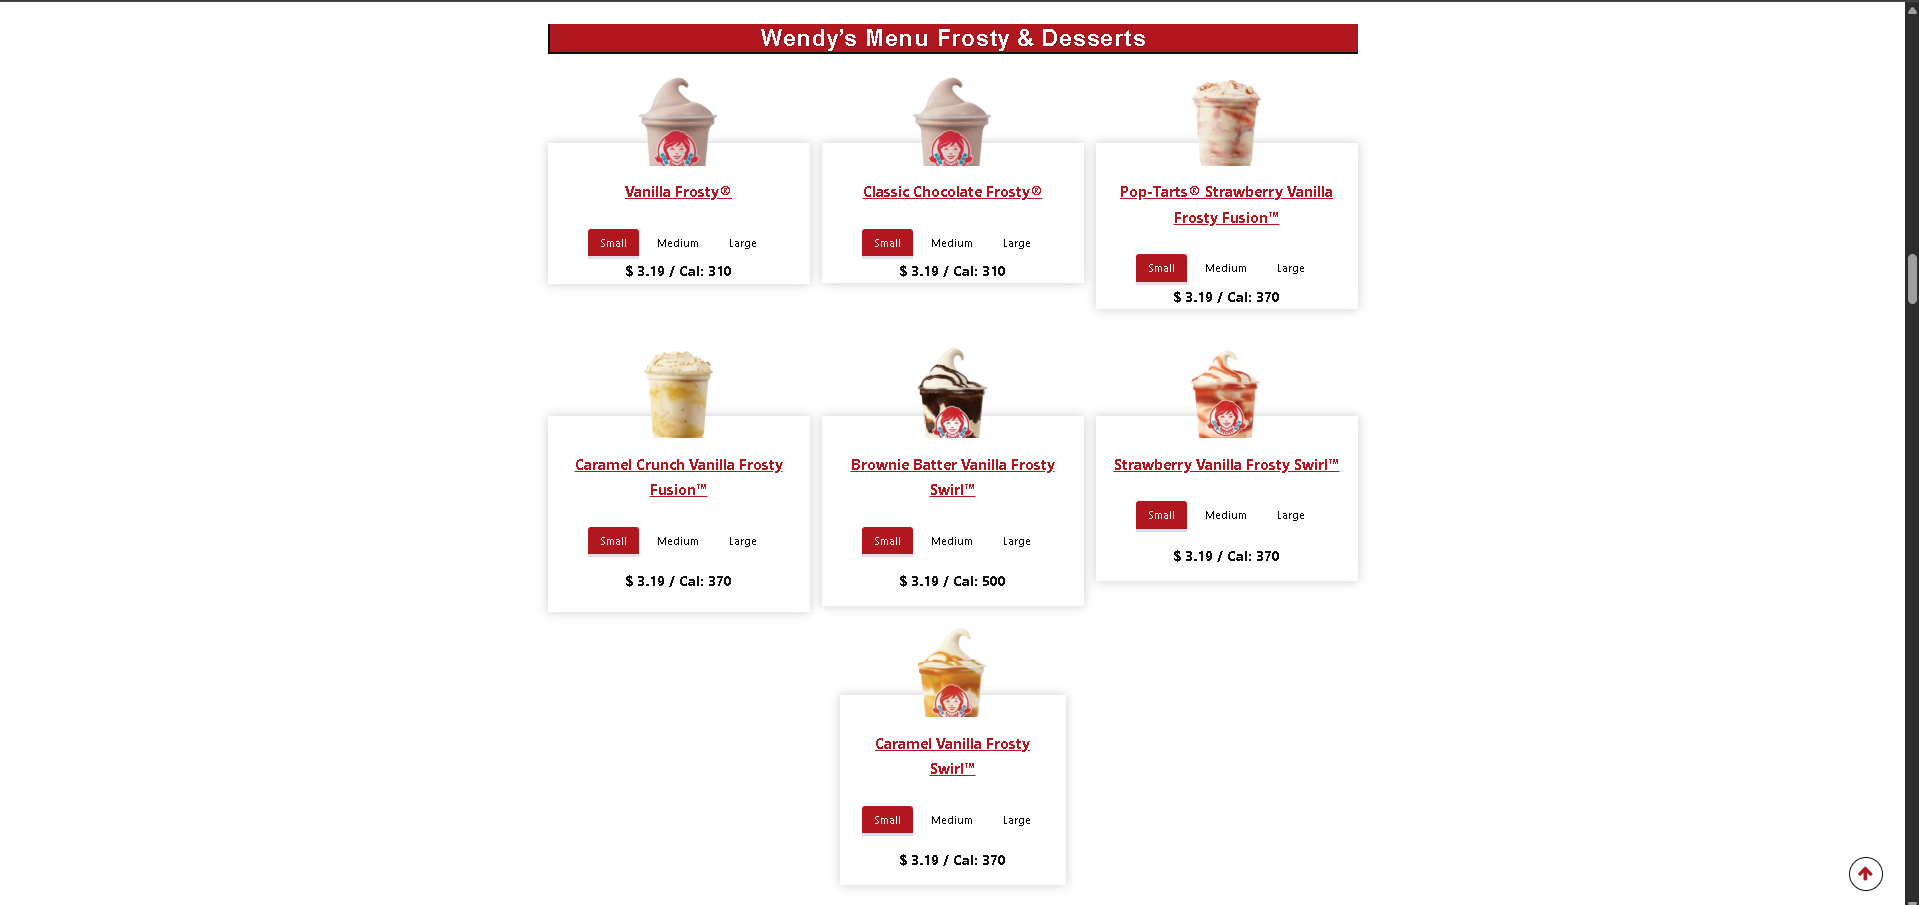 Wendy’s Menu Frosty & Desserts
Vanilla Frosty®
Small Medium Large
$ 3.19 / Cal: 310
Classic Chocolate Frosty®
Small Medium Large
$ 3.19 / Cal: 310
Pop-Tarts® Strawberry Vanilla
Frosty Fusion™
Small Medium Large
$ 3.19 / Cal: 370
Caramel Crunch Vanilla Frosty
Fusion™
Small Medium Large
$ 3.19 / Cal: 370
Brownie Batter Vanilla Frosty
Swirl™
Small Medium Large
$ 3.19 / Cal: 500
Strawberry Vanilla Frosty Swirl™
Small Medium Large
$ 3.19 / Cal: 370
Caramel Vanilla Frosty
Swirl™
Small Medium Large
$ 3.19 / Cal: 370